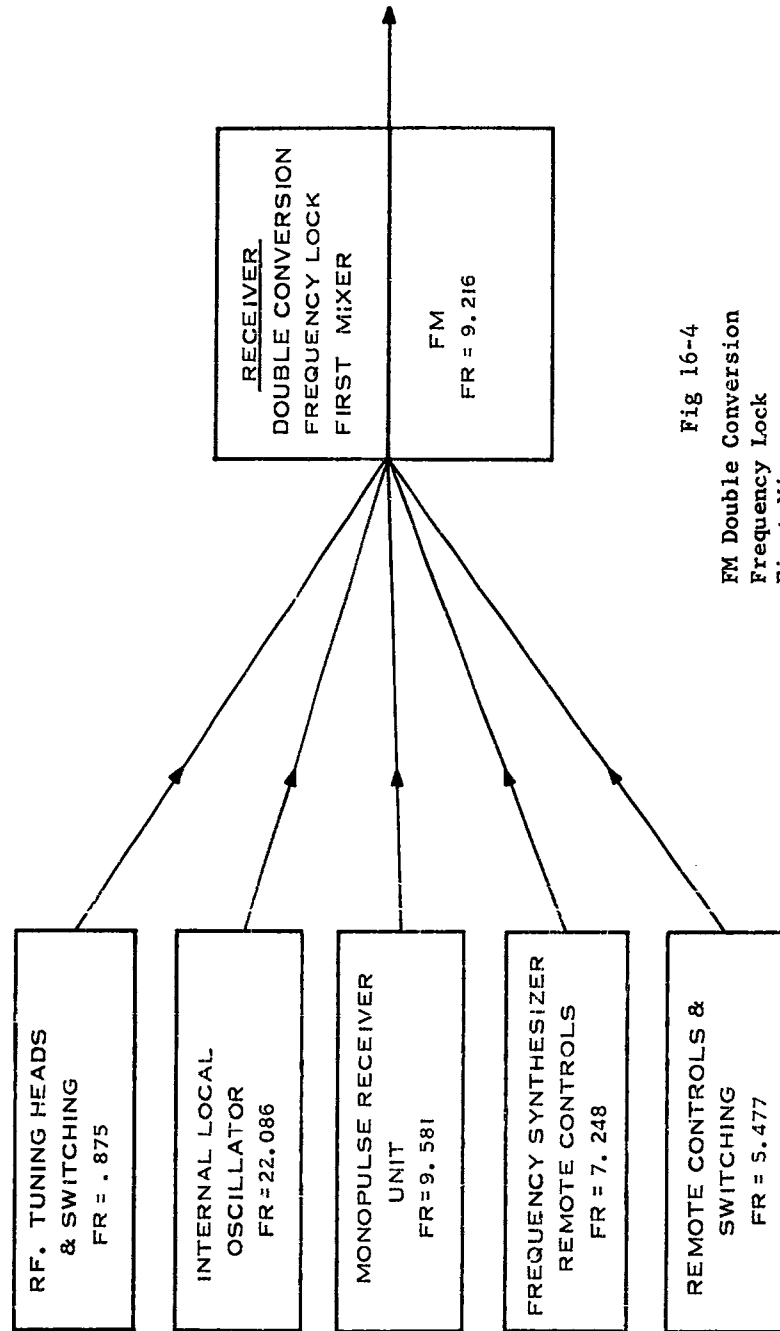 RF. TUNING HEADS
& SWITCHING
FR = . 875
INTERNAL LOCAL
OSCILLATOR
FR = 22. 086
MONOPULSE RECEIVER
UNIT
FR = 9. 581
FREQUENCY SYNTHESIZER
REMOTE CONTROLS
FR = 7. 248
REMOTE CONTROLS &
SWITCHING
FR = 5. 477
RECEIVER
DOUBLE CONVERSION
FREQUENCY LOCK
FIRST MiXER
FM
FR = 9. 216
Fig 16-4
FM Double Conversion
Frequency Lock